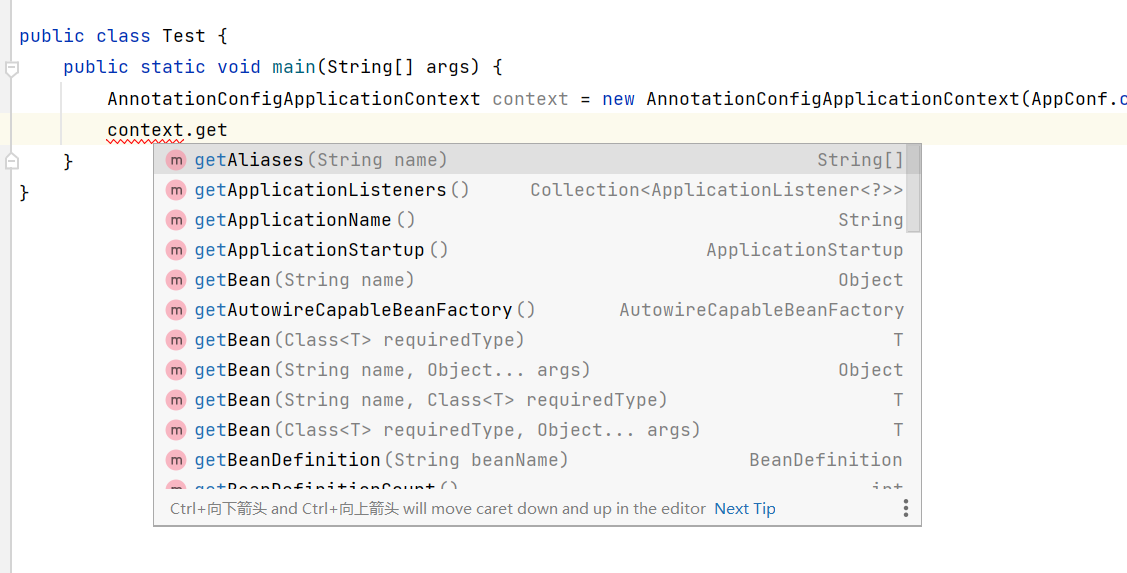 public class Test {
public static void main(String[] args) {
AnnotationConfigApplicationContext context = new AnnotationConfigApplicationContext(AppConf.c
context.get
m getAliases(String name) String[]
m getApplicationListeners() Collection<ApplicationListener<?>>
m getApplicationName() String
m getApplicationStartup() ApplicationStartup
m getBean(String name) Object
m getAutowireCapableBeanFactory() AutowireCapableBeanFactory
m getBean(Class<T> requiredType) T
m getBean(String name, Object... args) Object
m getBean(String name, Class<T> requiredType) T
m getBean(Class<T> requiredType, Object... args) T
m getBeanDefinition(String beanName) BeanDefinition
m getBeanDefinitionCount() int
Ctrl+向下箭头 and Ctrl+向上箭头 will move caret down and up in the editor Next Tip
}
}